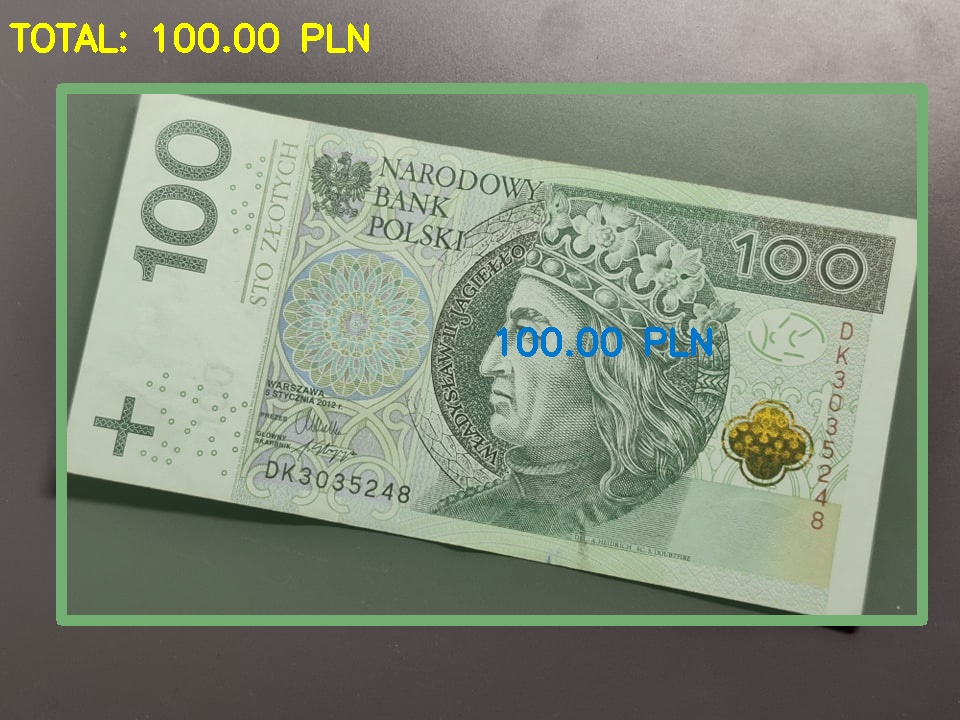 TOTAL: 100.00 PLN
100
STO ZŁOTYCH
NARODOWY
BANK
POLSKI
WŁADYSŁAW II JAGIEŁŁO
100
100.00 PLN
DK3035248
WARSZAWA
5 STYCZNIA 2012 r.
PREZES
GŁÓWNY
SKARBNIK
DK3035248